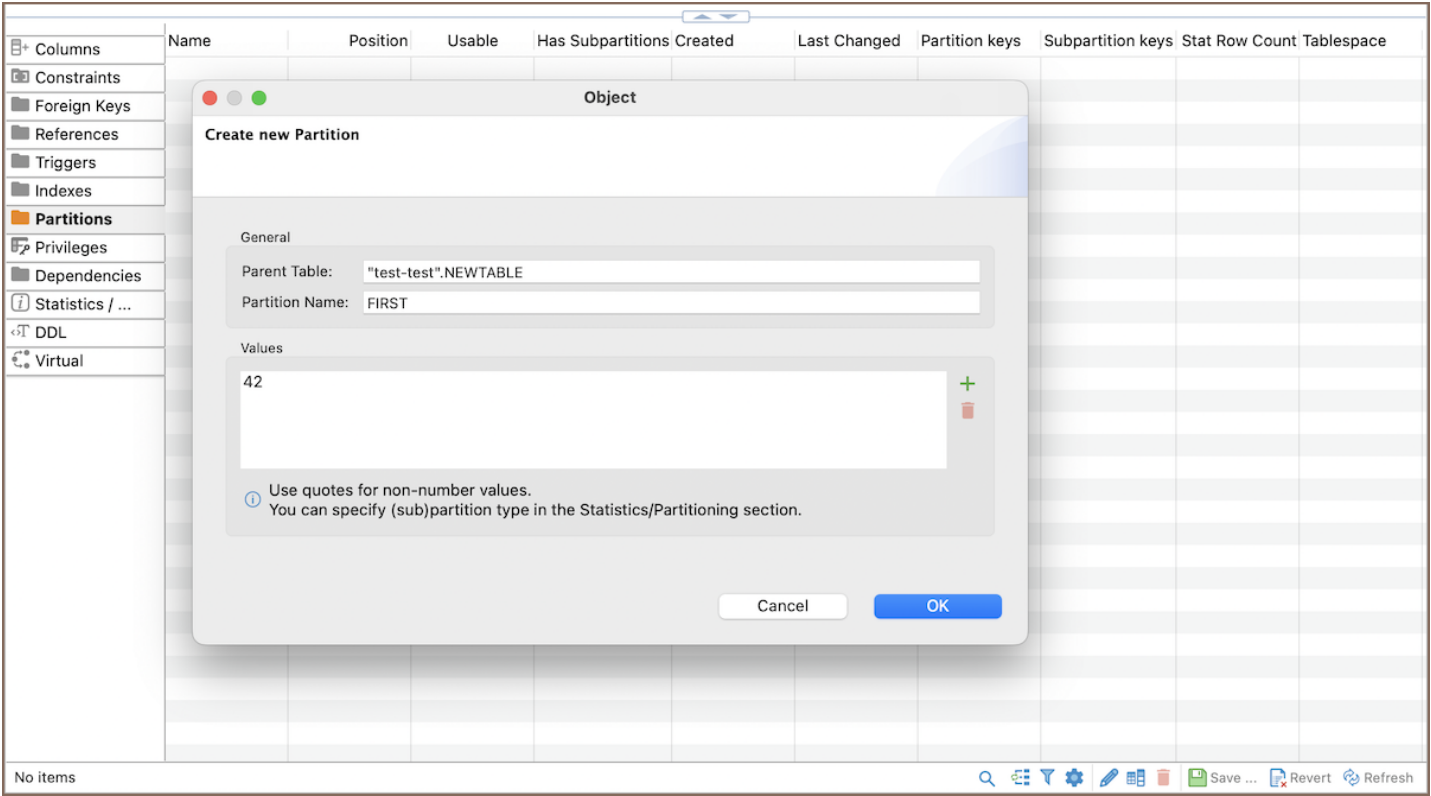 Name Position Usable Has Subpartitions Created Last Changed Partition keys Subpartition keys Stat Row Count Tablespace
Columns
Constraints
Foreign Keys
References
Triggers
Indexes
Partitions
Privileges
Dependencies
Statistics / ...
DDL
Virtual
Object
Create new Partition
General
Parent Table: "test-test".NEWTABLE
Partition Name: FIRST
Values
42
Use quotes for non-number values.
You can specify (sub)partition type in the Statistics/Partitioning section.
Cancel OK
No items Save ... Revert Refresh